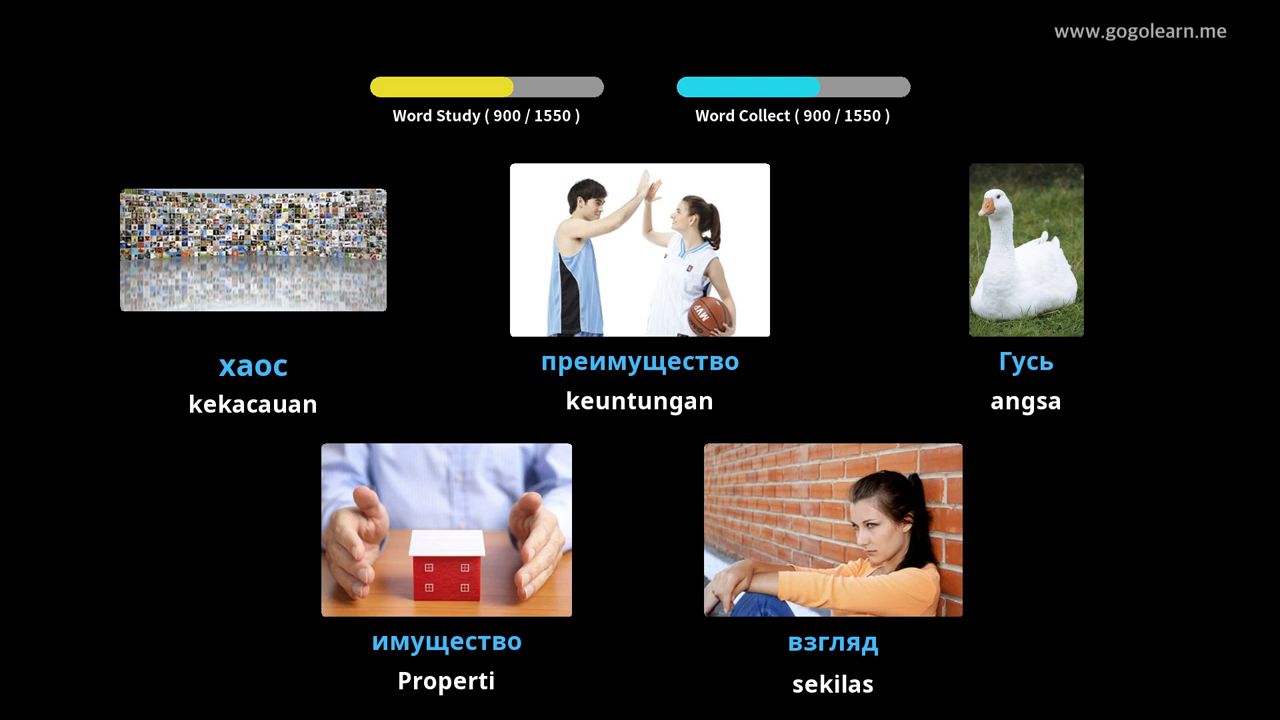 www.gogolearn.me
Word Study ( 900 / 1550 )
Word Collect ( 900 / 1550 )
MVP
хаос
kekacauan
преимущество
keuntungan
Гусь
angsa
имущество
Properti
взгляд
sekilas